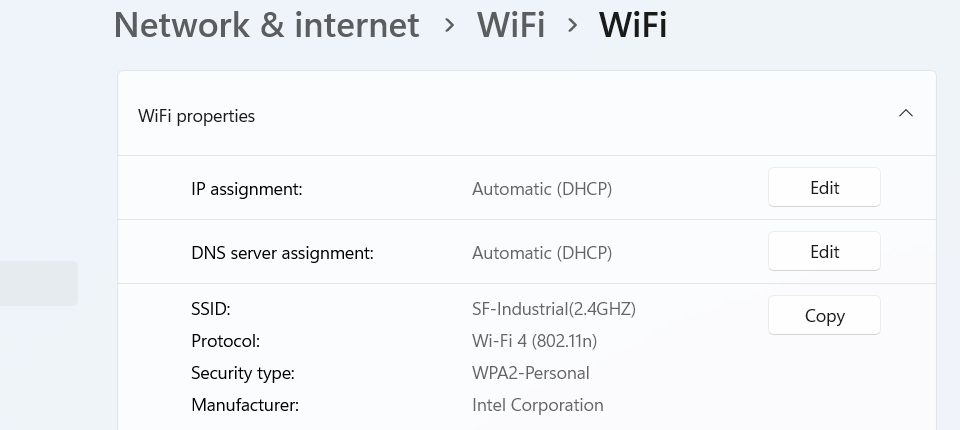 Network & internet > WiFi > WiFi
WiFi properties
IP assignment: Automatic (DHCP) Edit
DNS server assignment: Automatic (DHCP) Edit
SSID: SF-Industrial(2.4GHZ) Copy
Protocol: Wi-Fi 4 (802.11n)
Security type: WPA2-Personal
Manufacturer: Intel Corporation